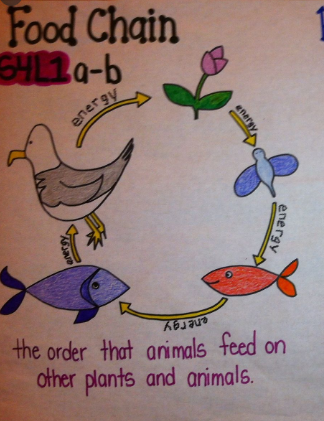 Food Chain
S4L1 a-b
energy
energy
energy
energy
energy
the order that animals feed on
other plants and animals.